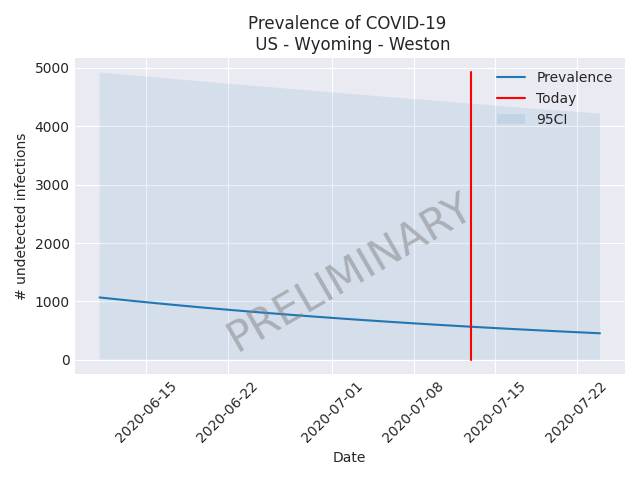 Prevalence of COVID-19
US - Wyoming - Weston
5000
4000
3000
2000
1000
0
# undetected infections
Prevalence
Today
95CI
PRELIMINARY
2020-06-15
2020-06-22
2020-07-01
2020-07-08
2020-07-15
2020-07-22
Date